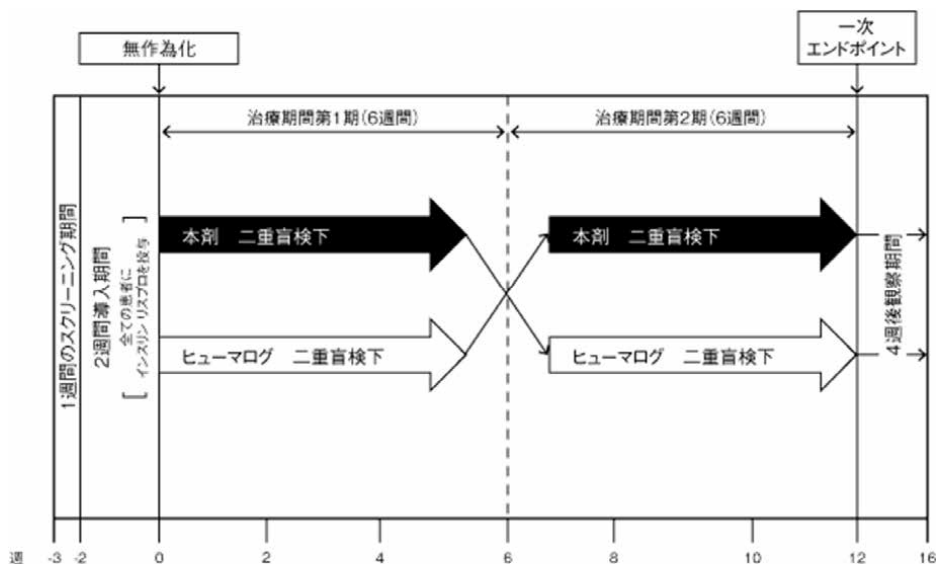 無作為化
一次
エンドポイント
治療期間第1期(6週間)
治療期間第2期(6週間)
1週間のスクリーニング期間
2週間導入期間
[全ての患者に
インスリン リスプロを投与]
本剤 二重盲検下
本剤 二重盲検下
ヒューマログ 二重盲検下
ヒューマログ 二重盲検下
4週後観察期間
週 -3 -2 0 2 4 6 8 10 12 16